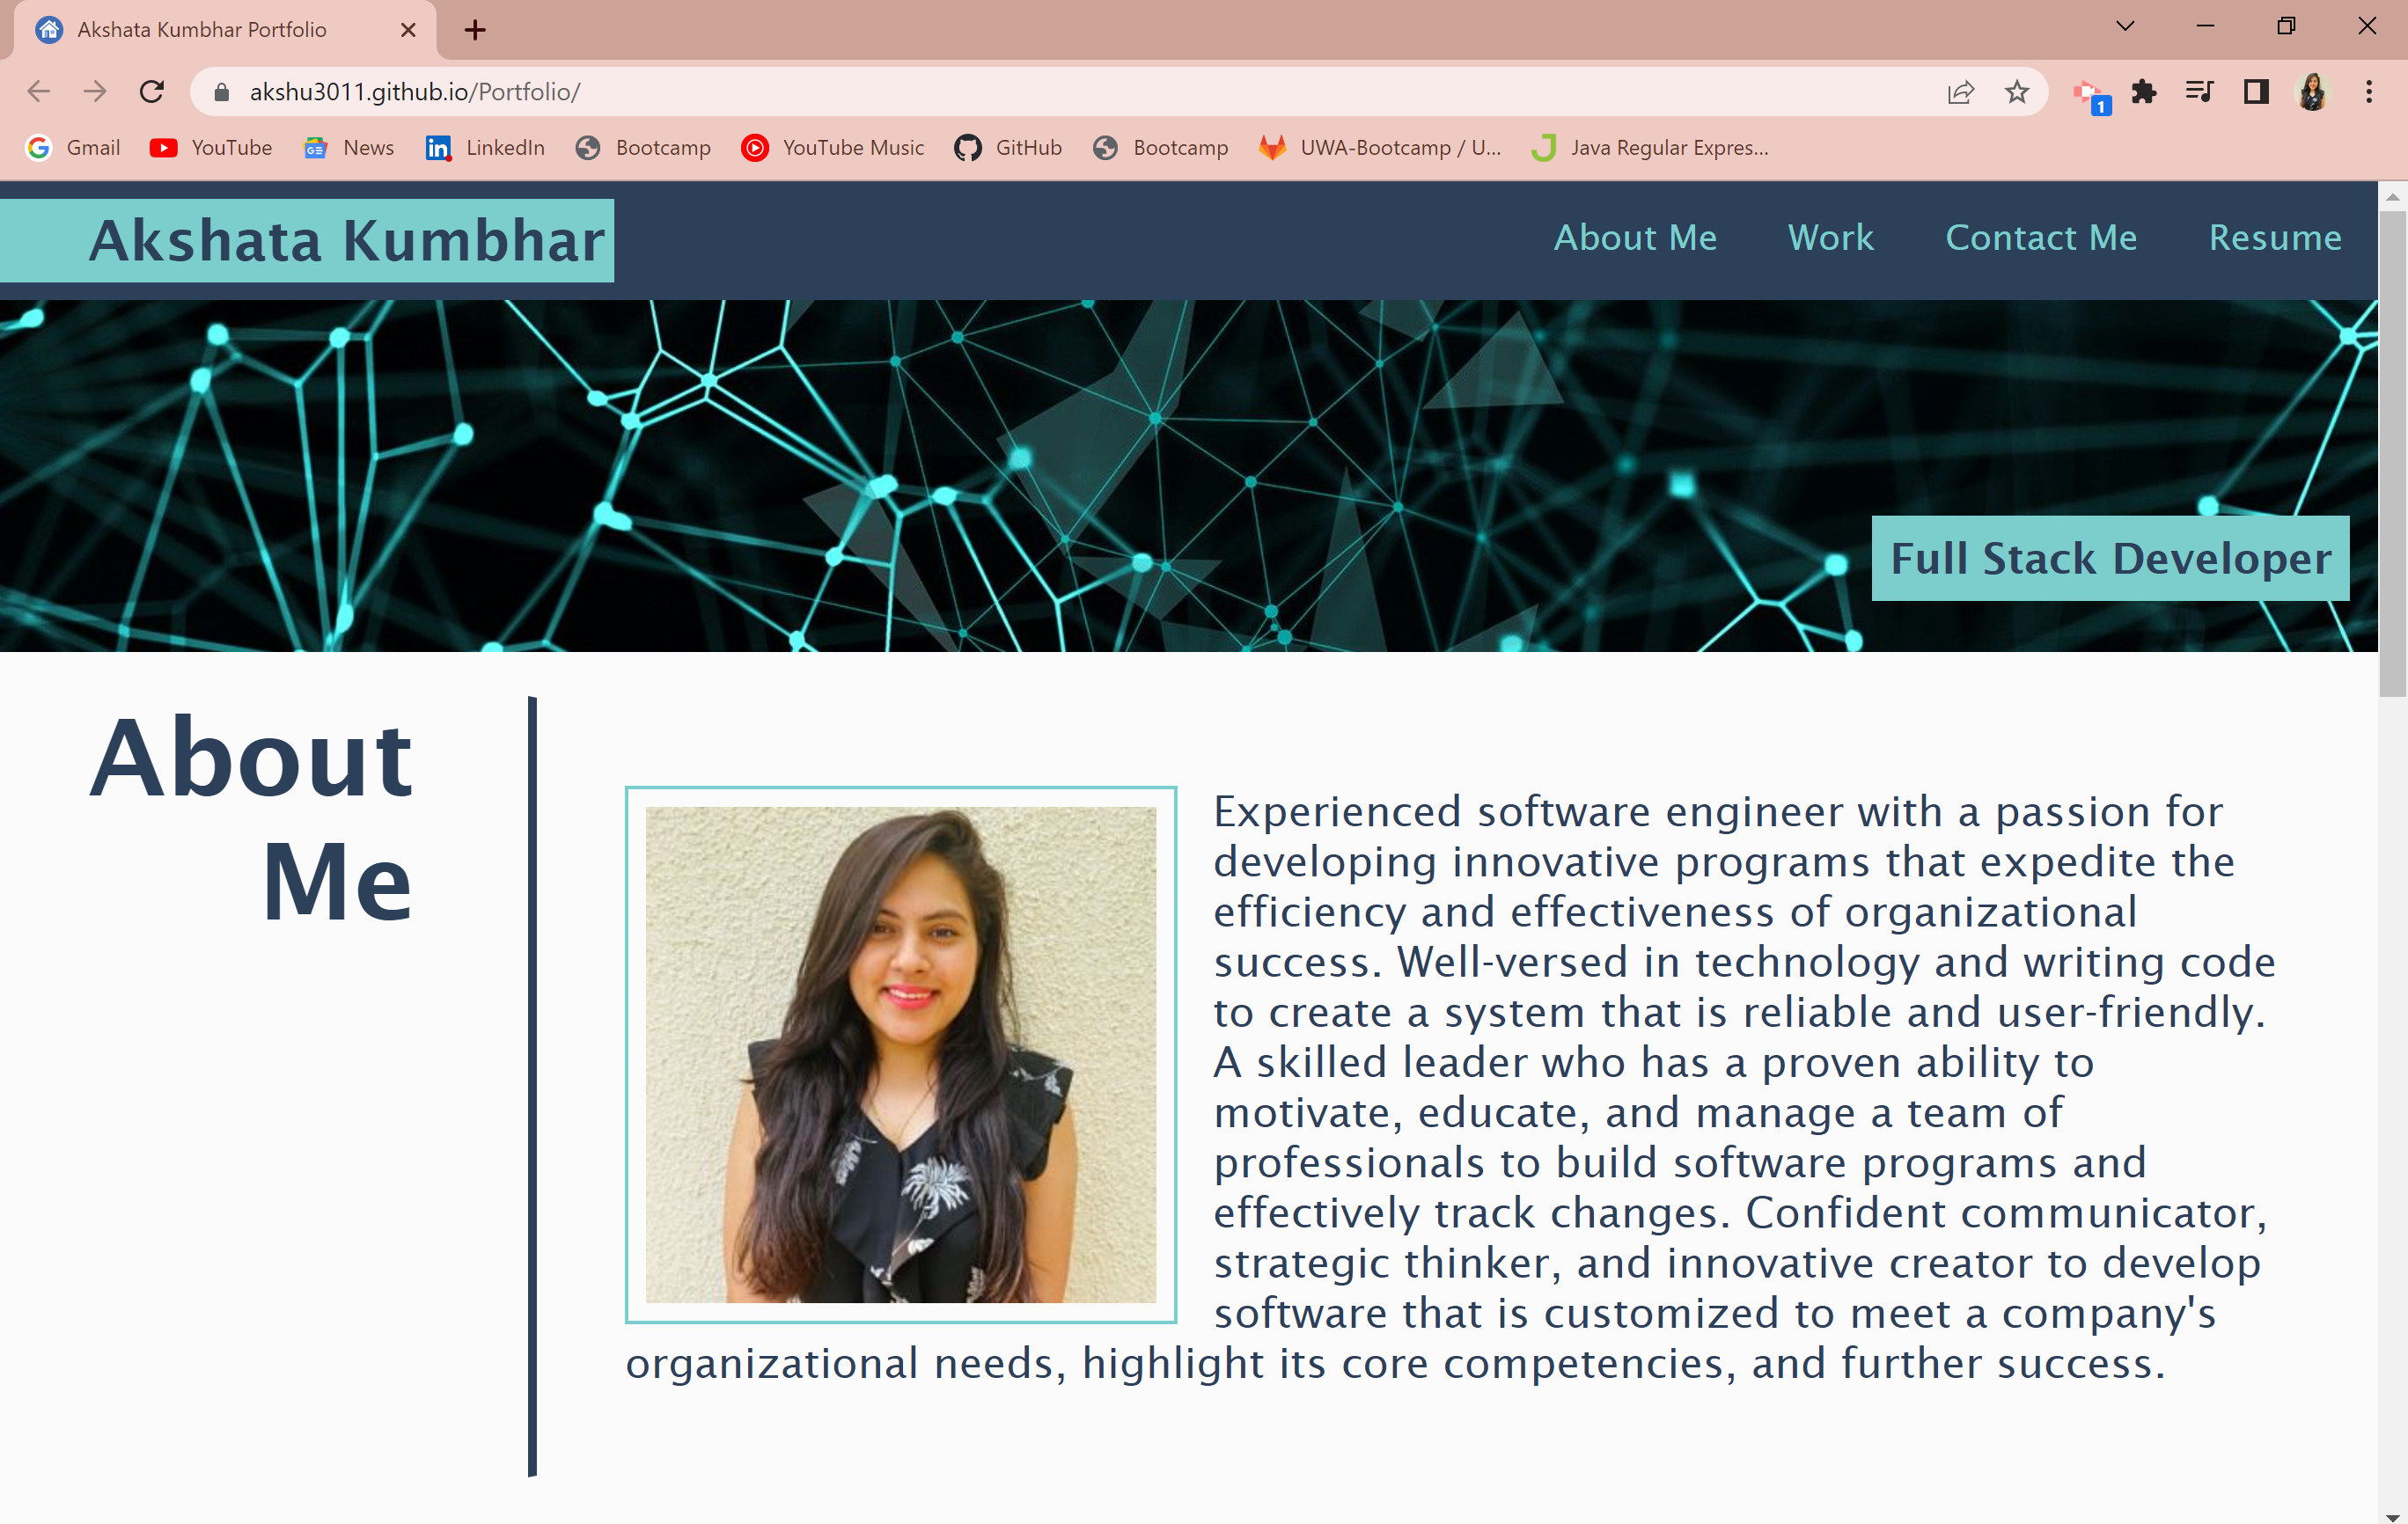 Akshata Kumbhar Portfolio
akshu3011.github.io/Portfolio/
1
Gmail YouTube News LinkedIn Bootcamp YouTube Music GitHub Bootcamp UWA-Bootcamp / U... Java Regular Expres...
Akshata Kumbhar
About Me Work Contact Me Resume
Full Stack Developer
About
Me
Experienced software engineer with a passion for
developing innovative programs that expedite the
efficiency and effectiveness of organizational
success. Well-versed in technology and writing code
to create a system that is reliable and user-friendly.
A skilled leader who has a proven ability to
motivate, educate, and manage a team of
professionals to build software programs and
effectively track changes. Confident communicator,
strategic thinker, and innovative creator to develop
software that is customized to meet a company's
organizational needs, highlight its core competencies, and further success.